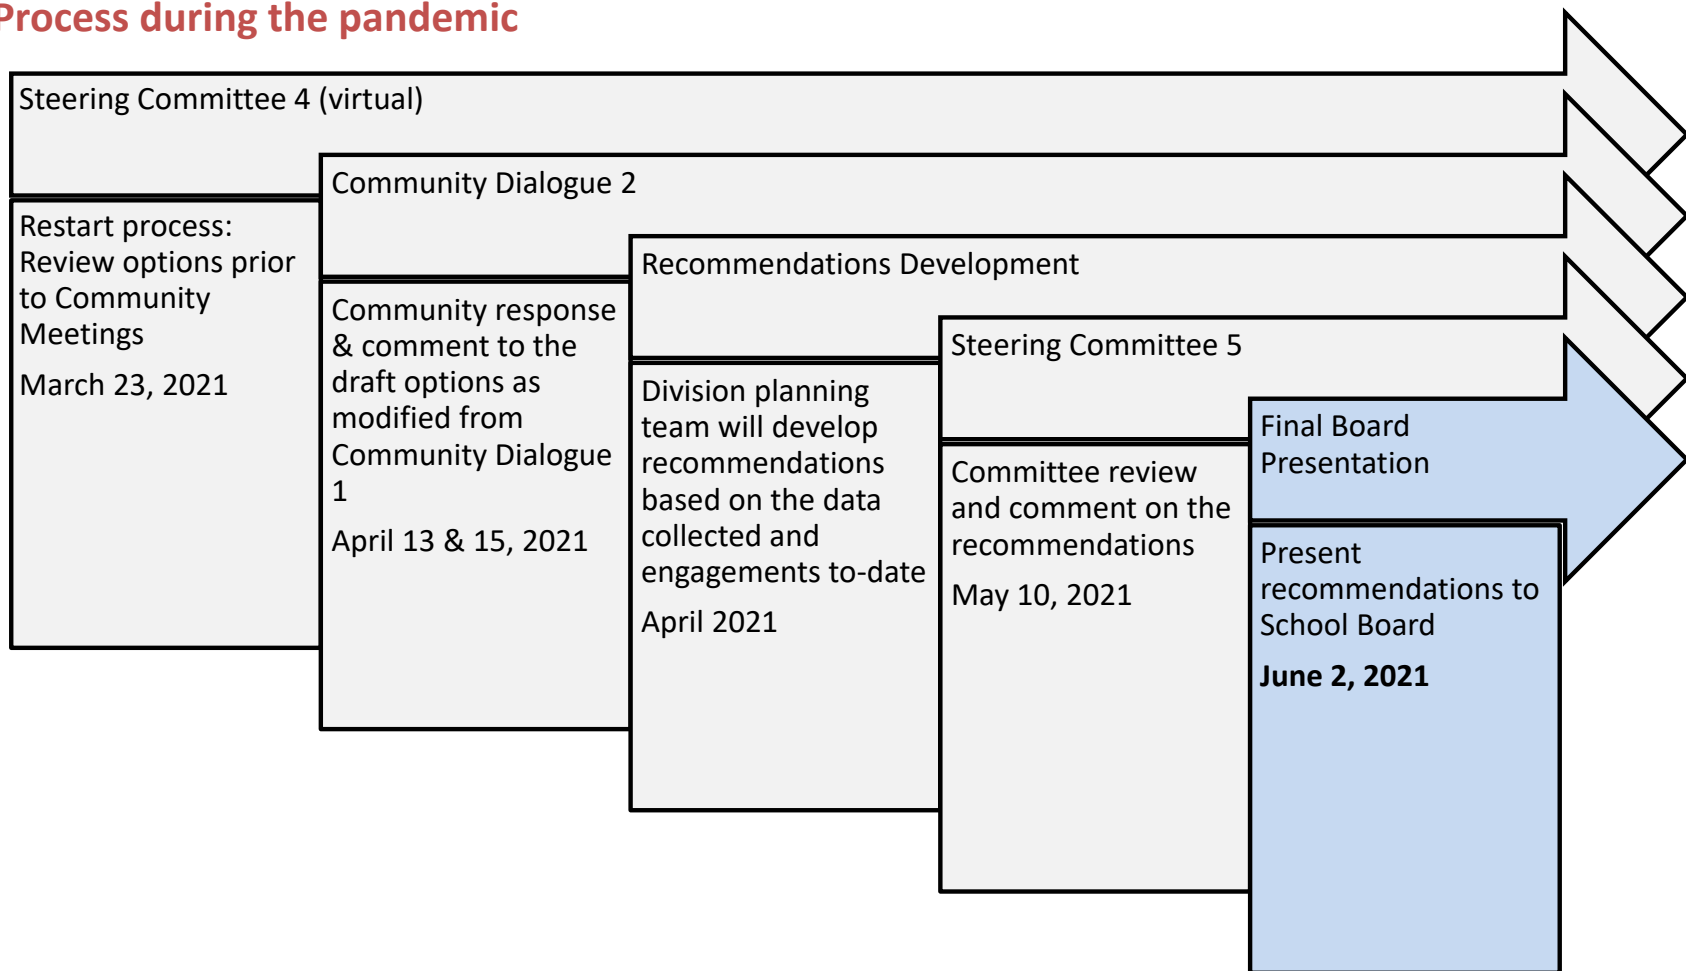 Process during the pandemic
Steering Committee 4 (virtual)
Restart process:
Review options prior
to Community
Meetings
March 23, 2021
Community Dialogue 2
Community response
& comment to the
draft options as
modified from
Community Dialogue
1
April 13 & 15, 2021
Recommendations Development
Division planning
team will develop
recommendations
based on the data
collected and
engagements to-date
April 2021
Steering Committee 5
Committee review
and comment on the
recommendations
May 10, 2021
Final Board
Presentation
Present
recommendations to
School Board
June 2, 2021